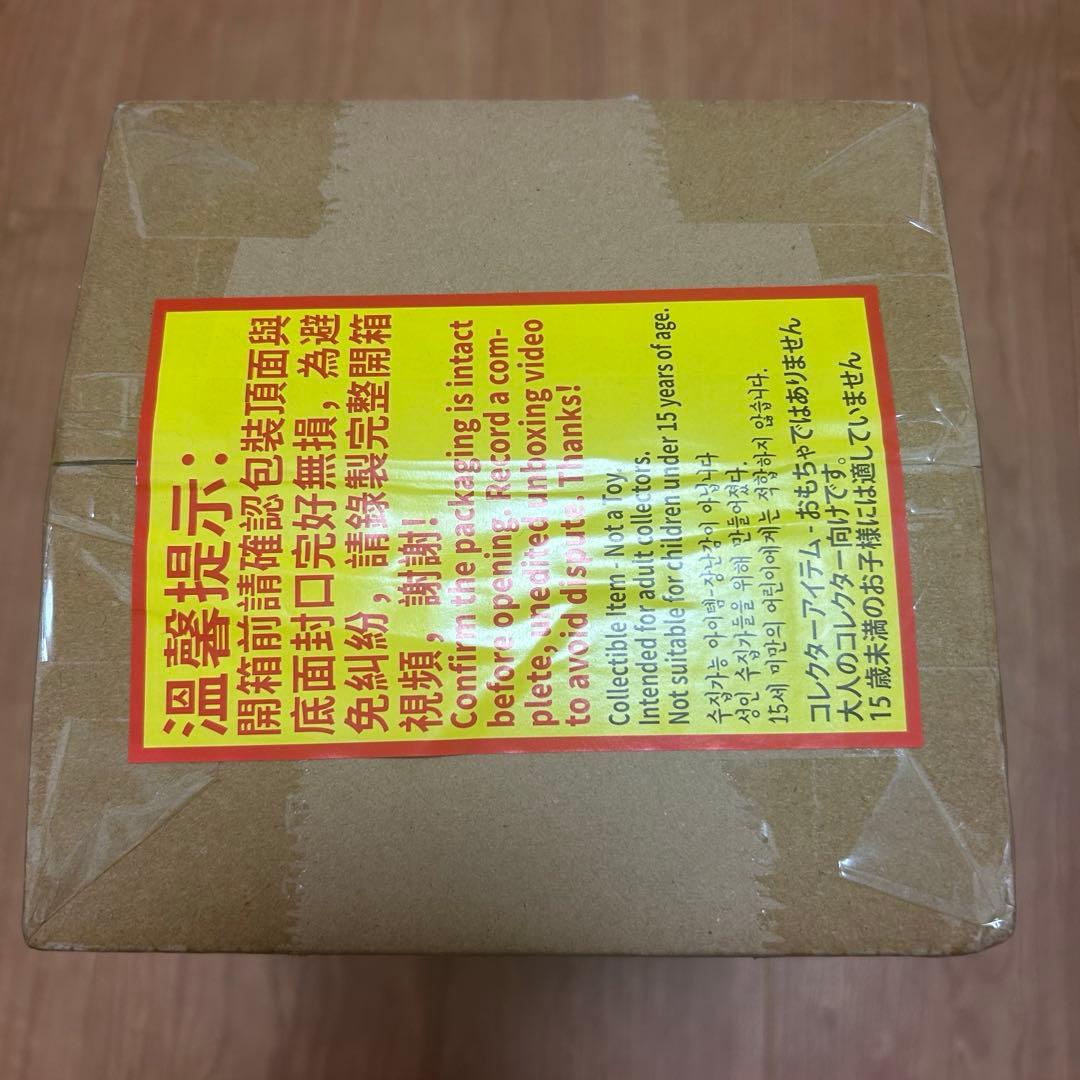 溫馨提示：
開箱前請確認包裝頂面與
底面封口完好無損，為避
免糾紛，請錄製完整開箱
視頻，謝謝！
Confirm the packaging is intact
before opening. Record a com-
plete, unedited unboxing video
to avoid dispute. Thanks!
Collectible Item - Not a Toy.
Intended for adult collectors.
Not suitable for children under 15 years of age.
수집가능 아이템-장난감이 아닙니다
성인 수집가들을 위해 만들어졌다.
15세 미만의 어린이에게는 적합하지 않습니다.
コレクターアイテム - おもちゃではありません
大人のコレクター向けです。
15 歳未満のお子様には適していません